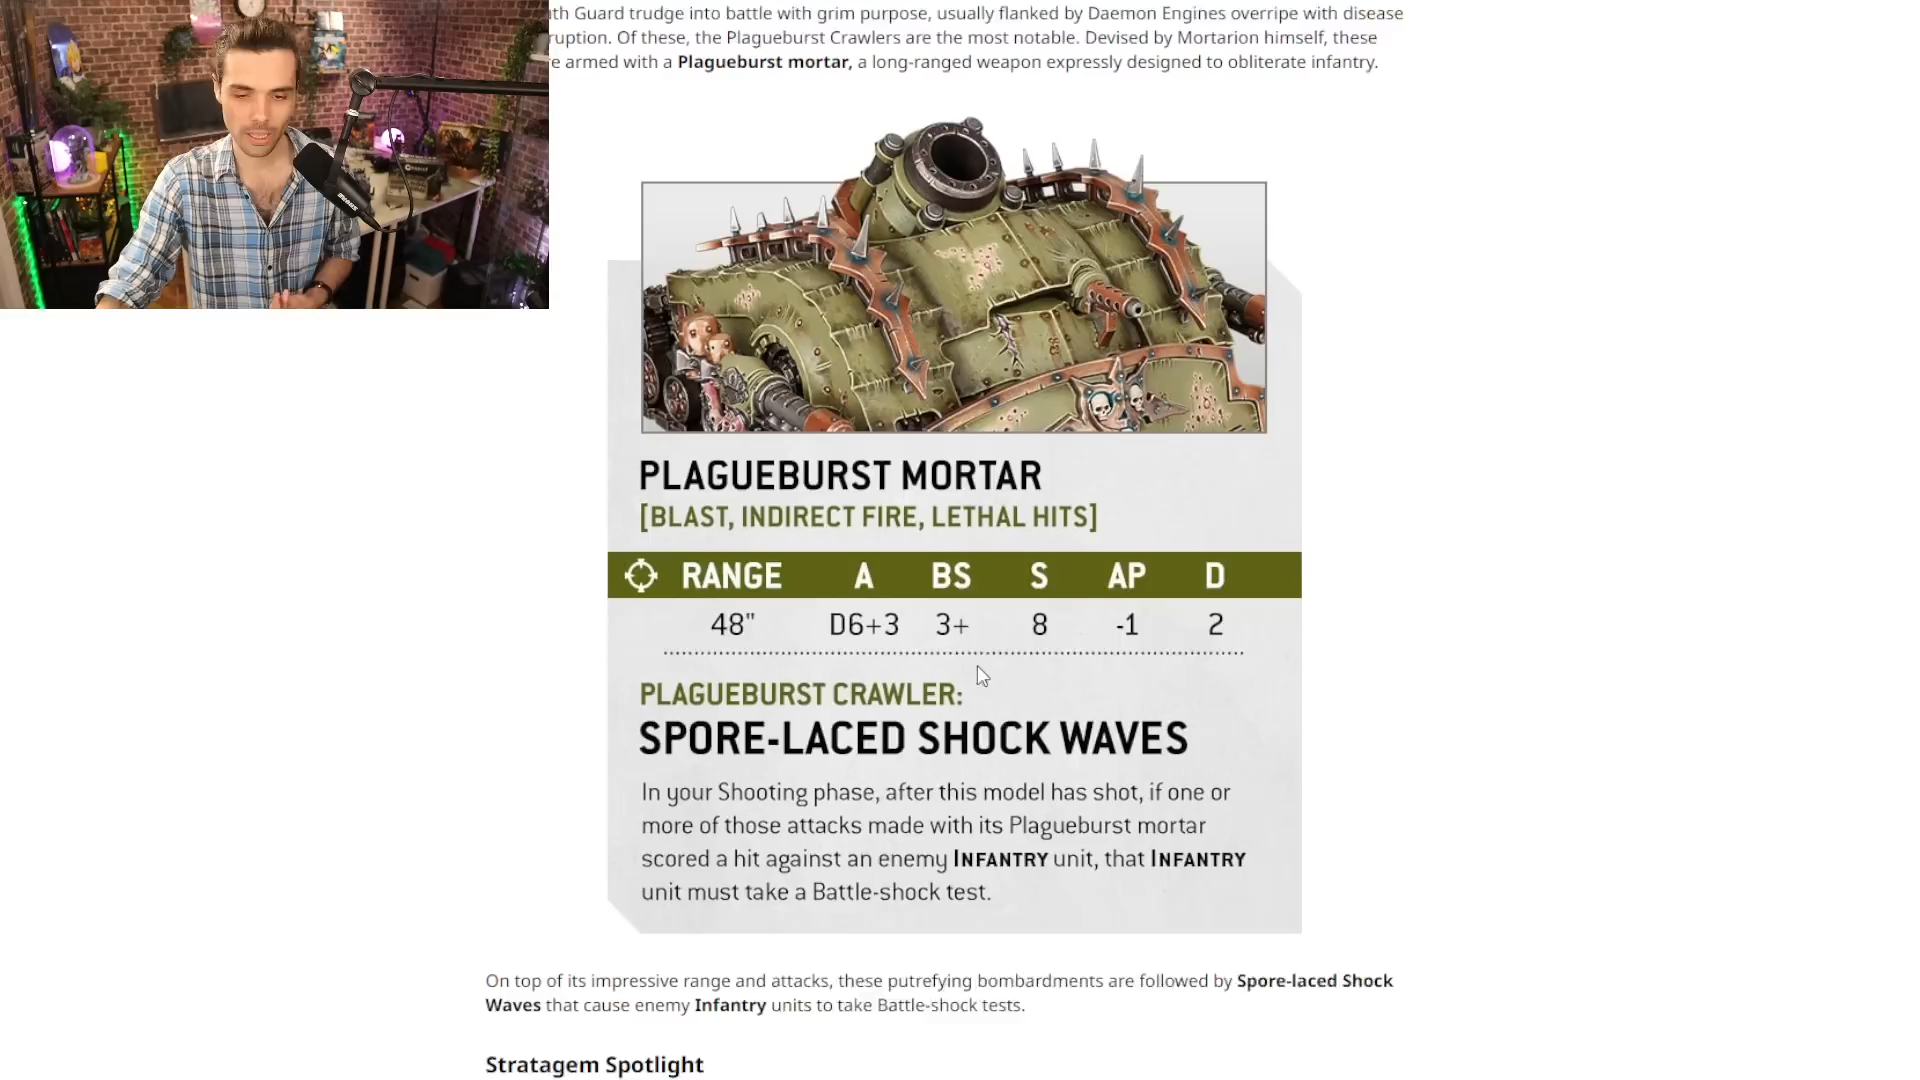 Guard trudge into battle with grim purpose, usually flanked by Daemon Engines overripe with disease
Of these, the Plagueburst Crawlers are the most notable. Devised by Mortarion himself, these
armed with a Plagueburst mortar, a long-ranged weapon expressly designed to obliterate infantry.
PLAGUEBURST MORTAR
[BLAST, INDIRECT FIRE, LETHAL HITS]
RANGE A BS S AP D
48" D6+3 3+ 8 -1 2
PLAGUEBURST CRAWLER:
SPORE-LACED SHOCK WAVES
In your Shooting phase, after this model has shot, if one or
more of those attacks made with its Plagueburst mortar
scored a hit against an enemy INFANTRY unit, that INFANTRY
unit must take a Battle-shock test.
On top of its impressive range and attacks, these putrefying bombardments are followed by Spore-laced Shock
Waves that cause enemy Infantry units to take Battle-shock tests.
Stratagem Spotlight